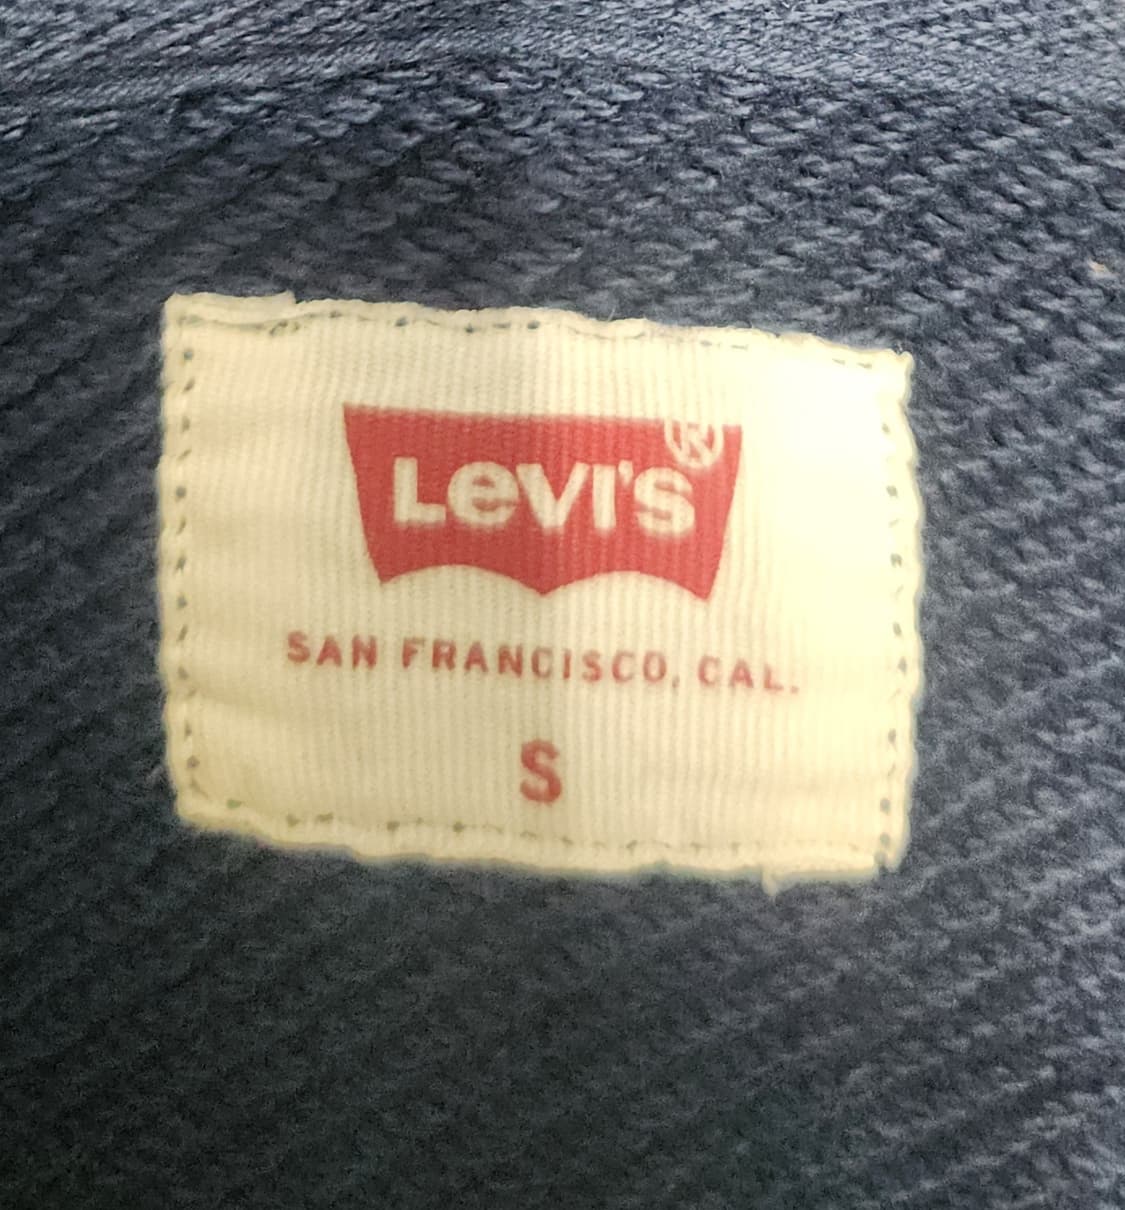 Levi's®
SAN FRANCISCO, CAL.
S